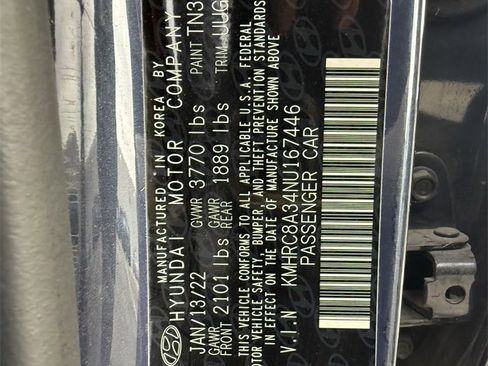 MANUFACTURED IN KOREA BY
HYUNDAI MOTOR COMPANY
JAN/13/22 GVWR 3770 lbs PAINT TN3
GAWR FRONT 2101 lbs GAWR REAR 1889 lbs TRIM UUG
THIS VEHICLE CONFORMS TO ALL APPLICABLE U.S.A. FEDERAL
MOTOR VEHICLE SAFETY, BUMPER, AND THEFT PREVENTION STANDARDS
IN EFFECT ON THE DATE OF MANUFACTURE SHOWN ABOVE
V.I.N KMHRC8A34NU167446
PASSENGER CAR